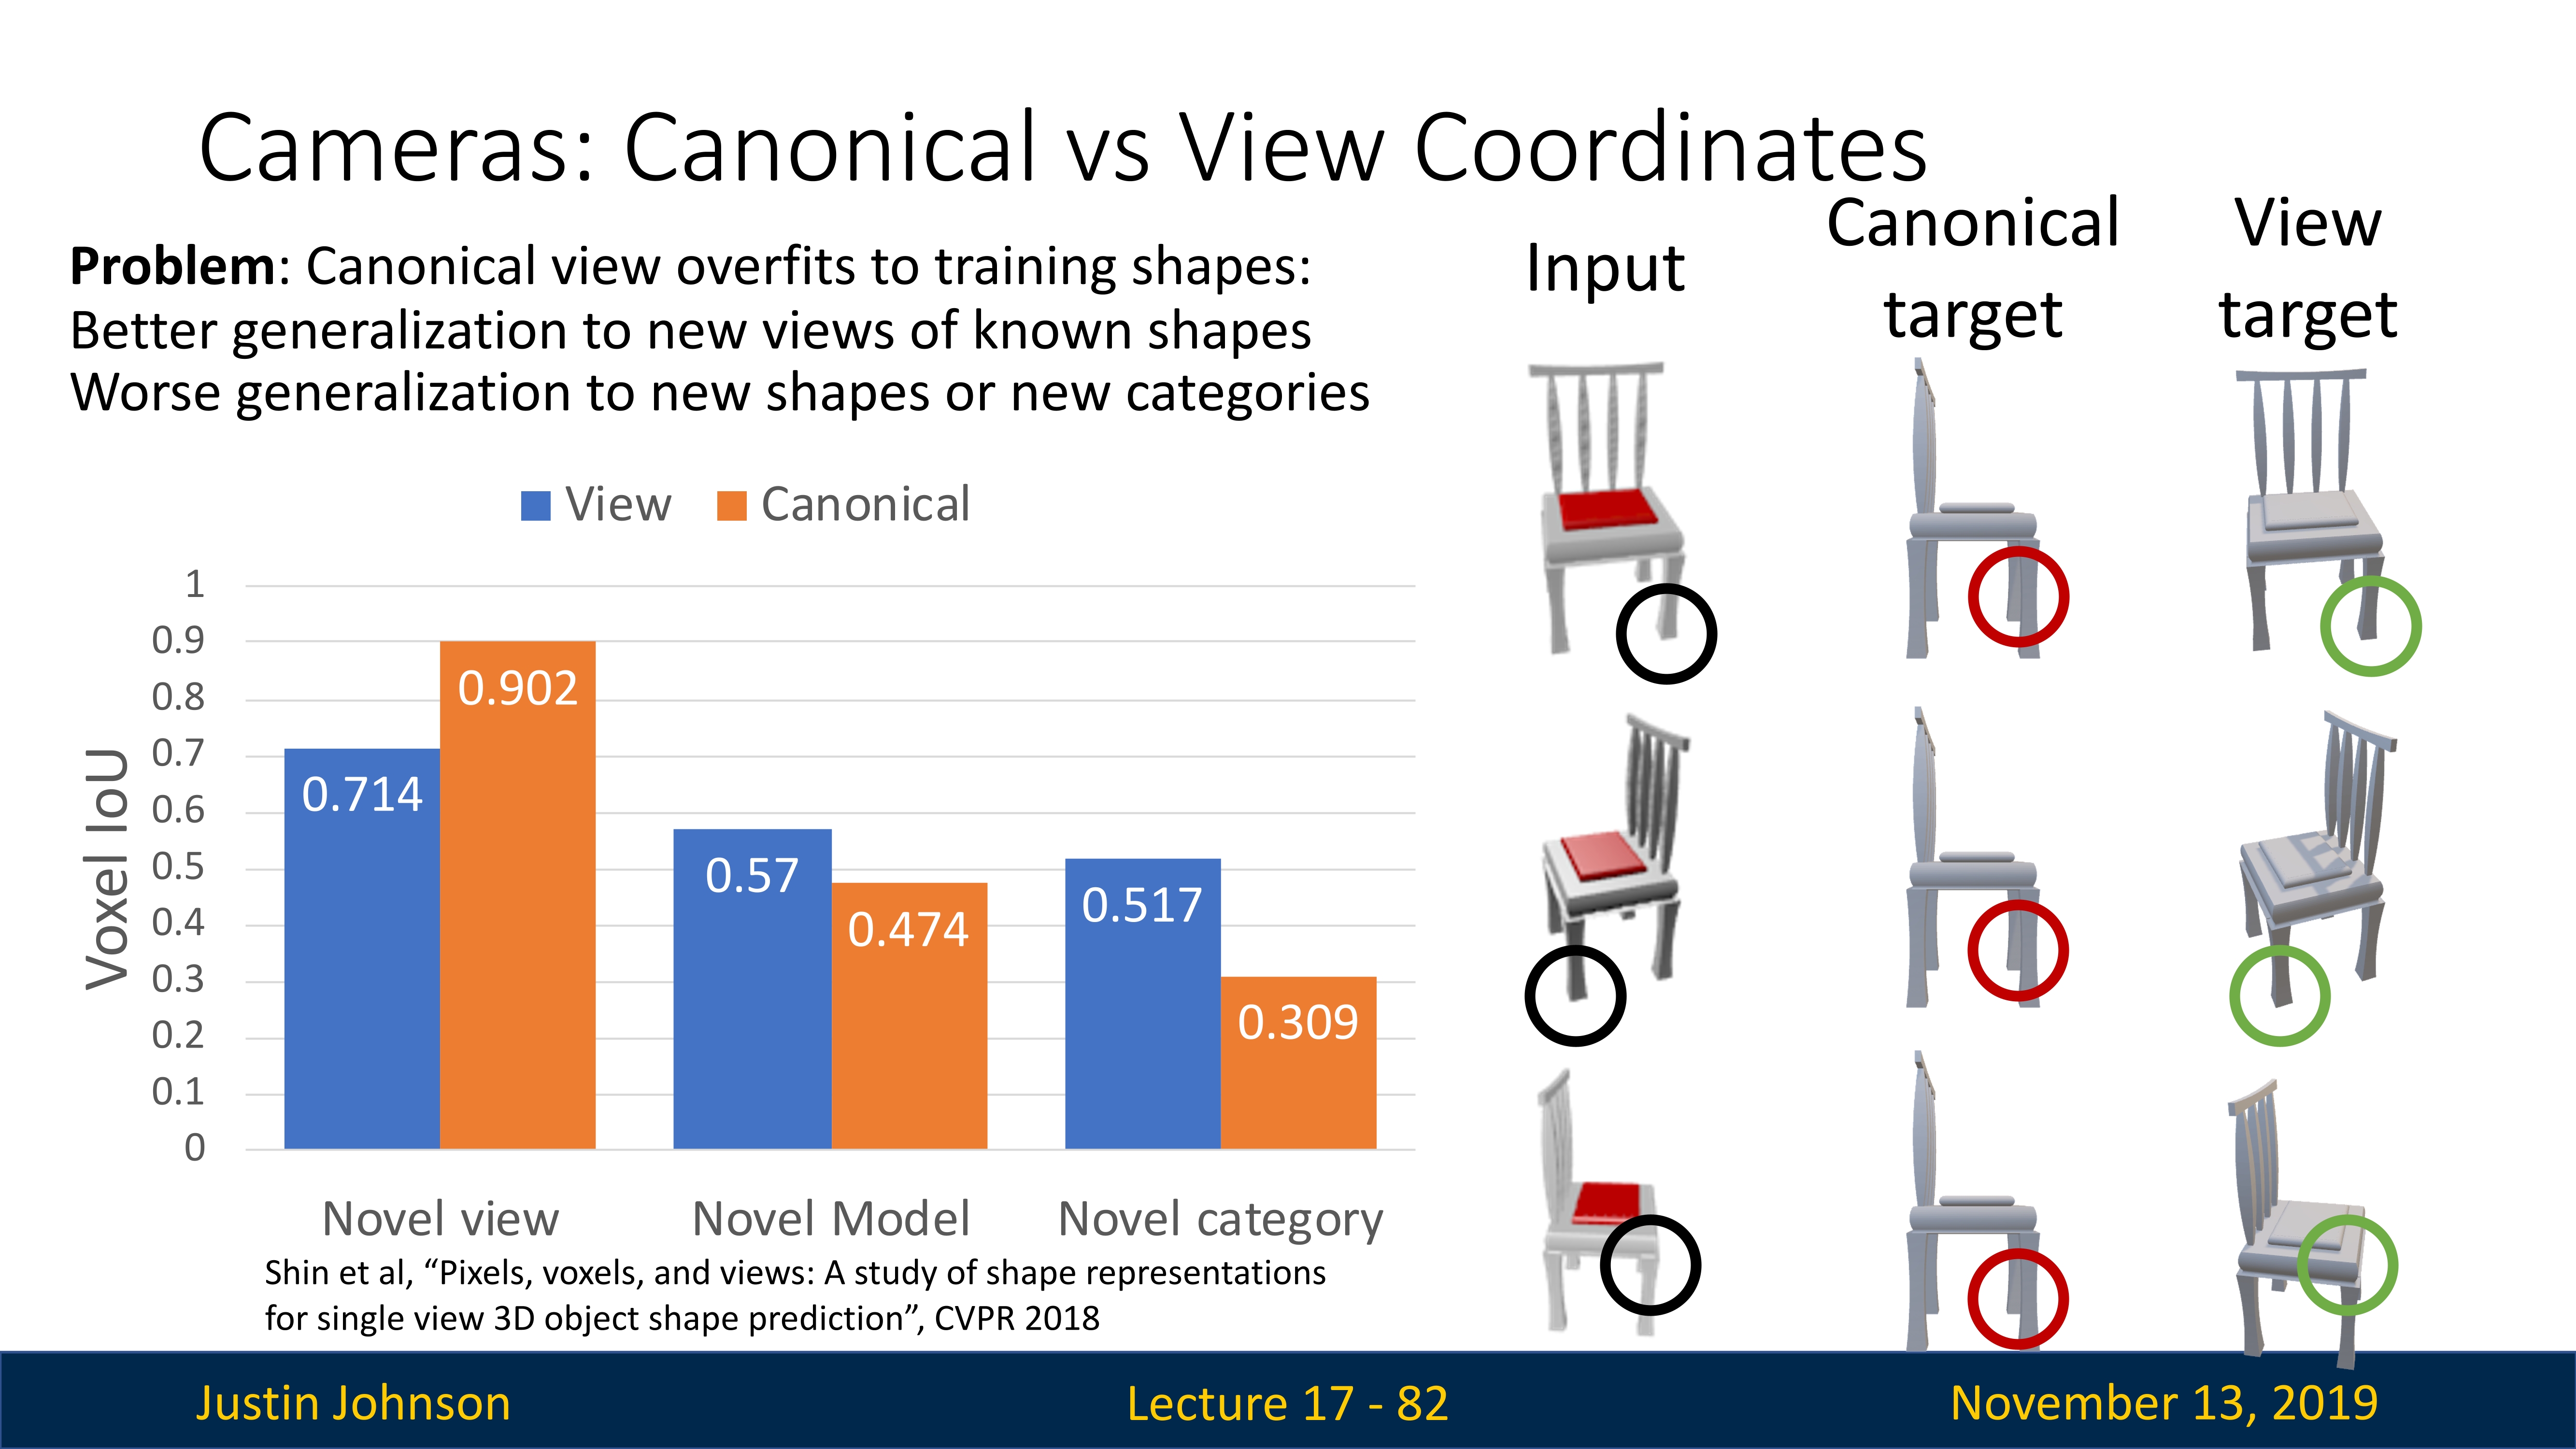 Cameras: Canonical vs View Coordinates
Problem: Canonical view overfits to training shapes:
Better generalization to new views of known shapes
Worse generalization to new shapes or new categories
Input
Canonical
target
View
target
View
Canonical
Voxel IoU
1
0.9
0.8
0.7
0.6
0.5
0.4
0.3
0.2
0.1
0
0.714
0.902
0.57
0.474
0.517
0.309
Novel view
Novel Model
Novel category
Shin et al, “Pixels, voxels, and views: A study of shape representations
for single view 3D object shape prediction”, CVPR 2018
Justin Johnson
Lecture 17 - 82
November 13, 2019